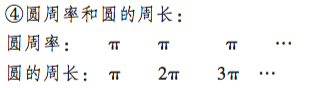 ④圆周率和圆的周长：
圆周率： π π π …
圆的周长： π 2π 3π …